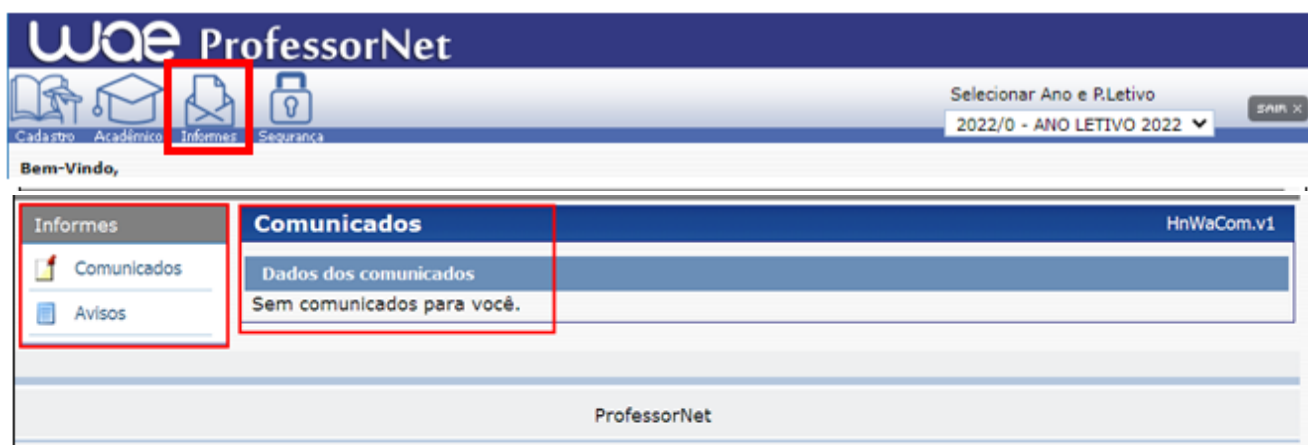 wae ProfessorNet
Cadastro Acadêmico Informes Segurança
Selecionar Ano e P.Letivo
2022/0 - ANO LETIVO 2022
SAIR X
Bem-Vindo,
Informes
Comunicados
Avisos
Comunicados HnWaCom.v1
Dados dos comunicados
Sem comunicados para você.
ProfessorNet